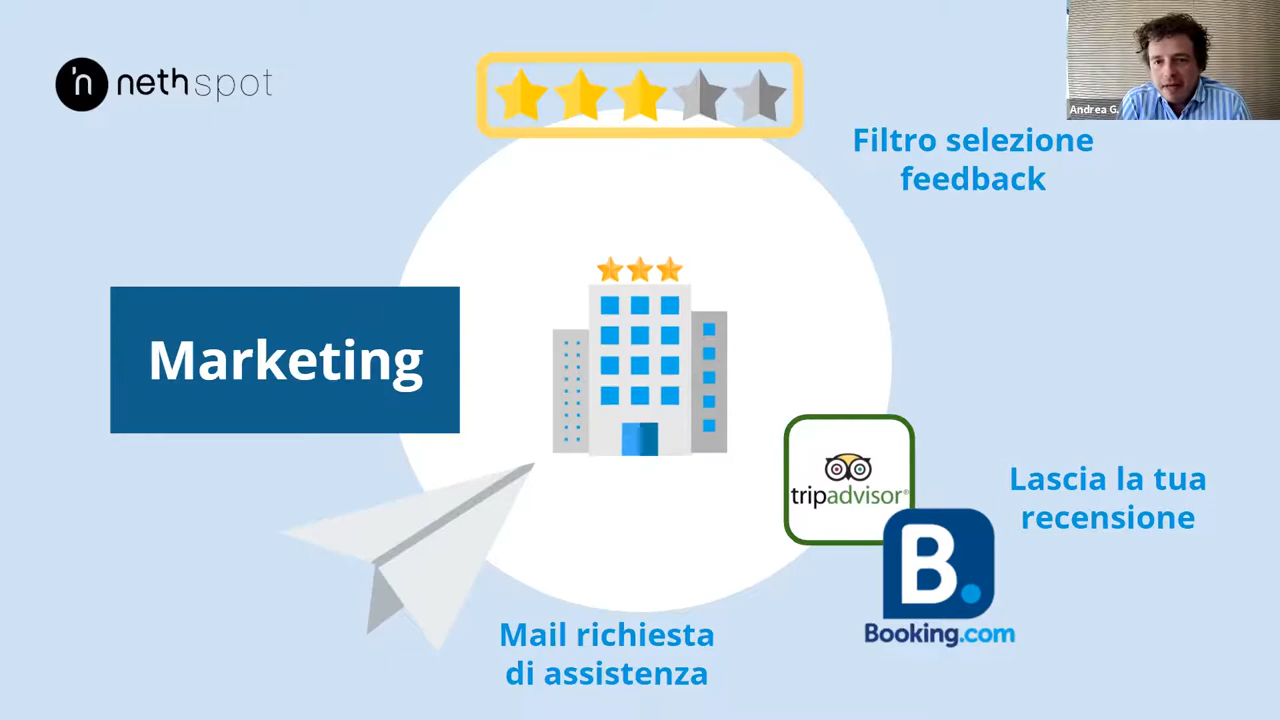 nethspot
Andrea G.
Filtro selezione
feedback
Marketing
tripadvisor®
Lascia la tua
recensione
B.
Booking.com
Mail richiesta
di assistenza